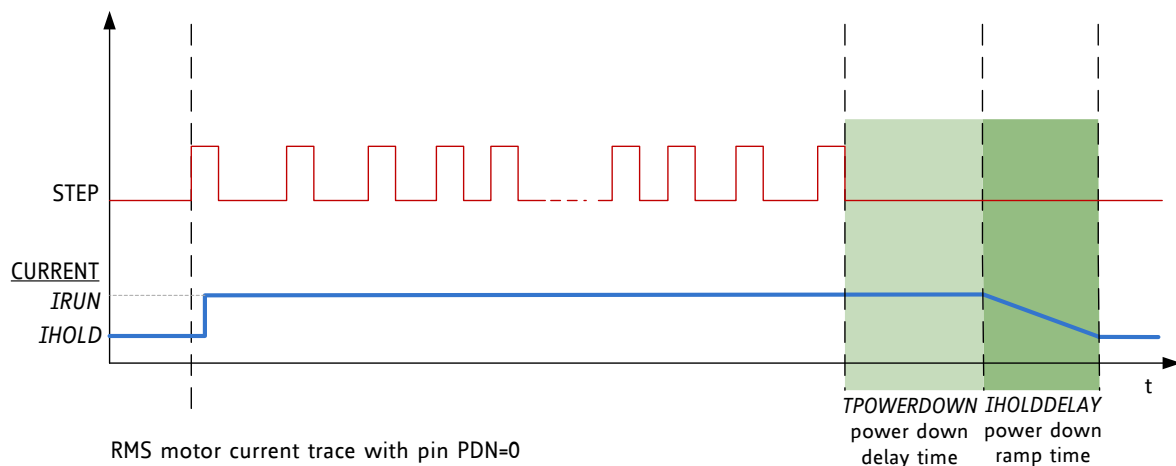 STEP
CURRENT
IRUN
IHOLD
t
TPOWERDOWN
power down
delay time
IHOLDDELAY
power down
ramp time
RMS motor current trace with pin PDN=0